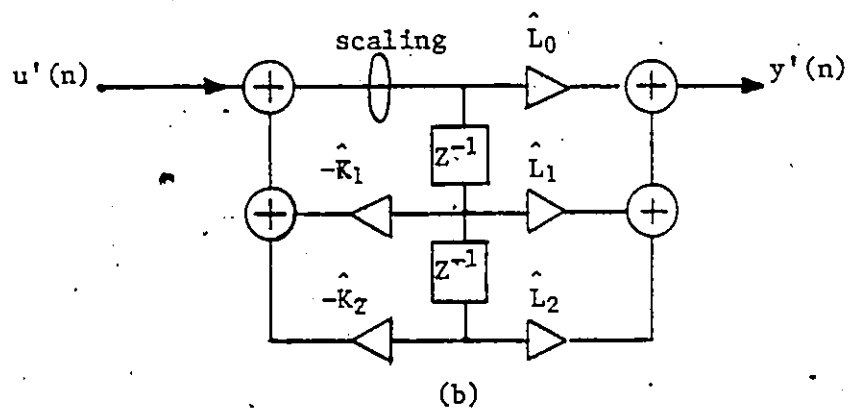 scaling
u'(n)
L̂0
y'(n)
Z-1
-K̂1
L̂1
Z-1
-K̂2
L̂2
(b)